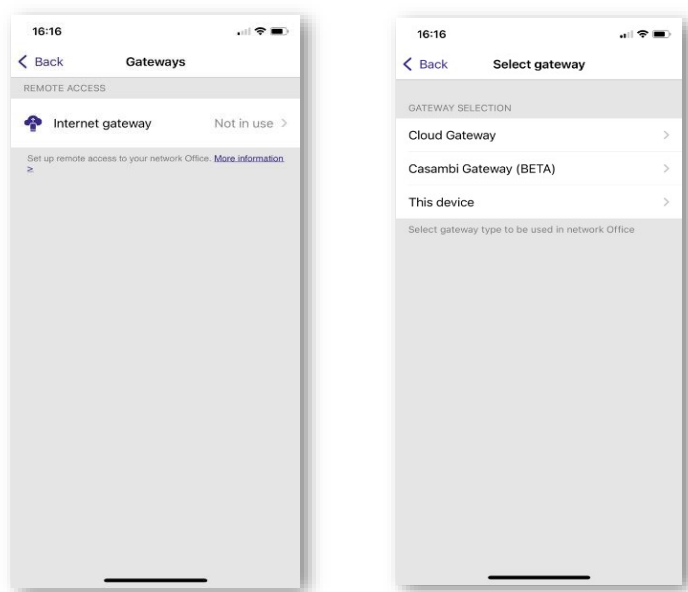 16:16
Back
Gateways
REMOTE ACCESS
Internet gateway
Not in use >
Set up remote access to your network Office. More information
>
16:16
Back
Select gateway
GATEWAY SELECTION
Cloud Gateway >
Casambi Gateway (BETA) >
This device >
Select gateway type to be used in network Office